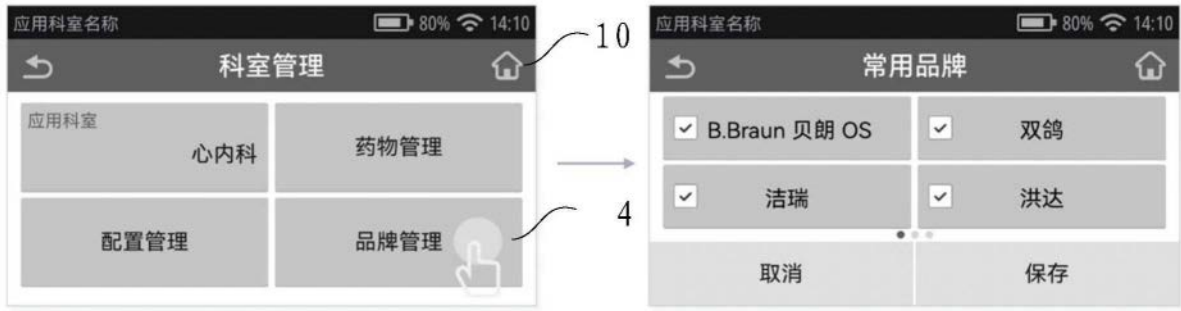 应用科室名称 80% 14:10
科室管理
应用科室
心内科
药物管理
配置管理
品牌管理
10
4
应用科室名称 80% 14:10
常用品牌
B.Braun 贝朗 OS
双鸽
洁瑞
洪达
取消
保存